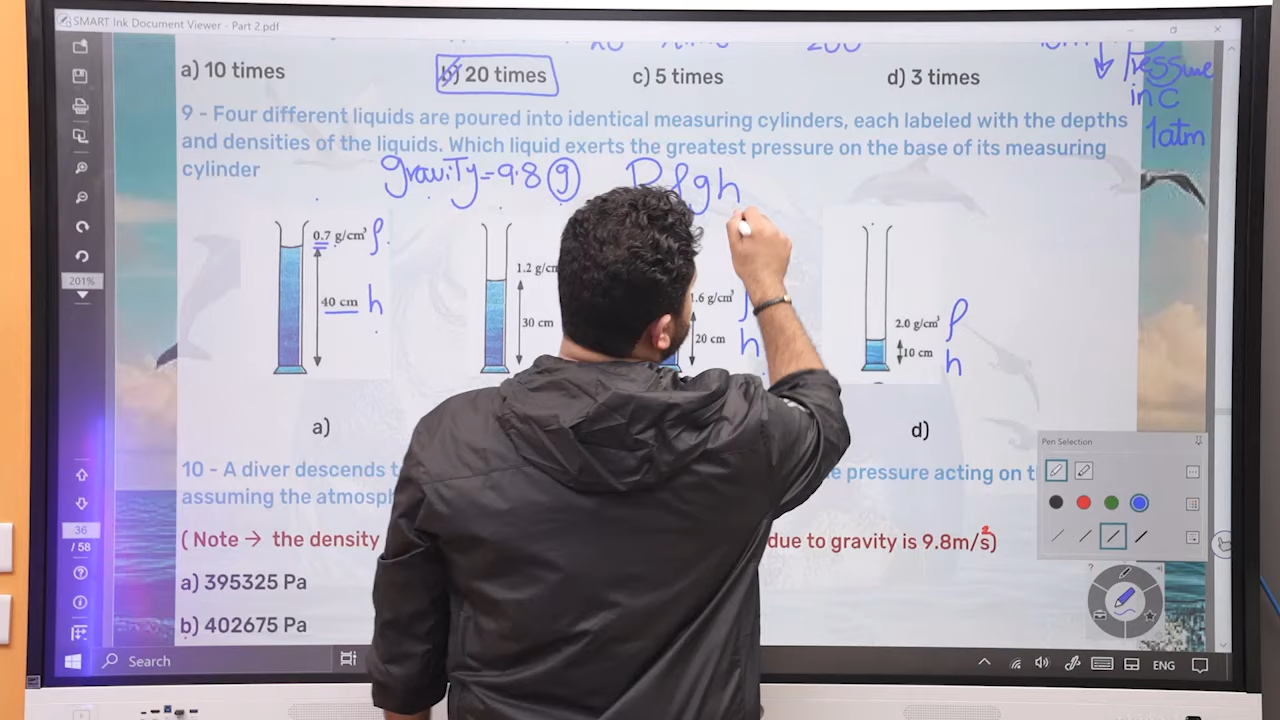 SMART Ink Document Viewer - Part 2.pdf
a) 10 times
b) 20 times
c) 5 times
d) 3 times
200
Pressure
in C
1atm
9 - Four different liquids are poured into identical measuring cylinders, each labeled with the depths
and densities of the liquids. Which liquid exerts the greatest pressure on the base of its measuring
cylinder
graviTy=9.8 g
P ρgh
0.7 g/cm³ ρ
40 cm h
1.2 g/cm
30 cm
1.6 g/cm³
20 cm h
2.0 g/cm³ ρ
10 cm h
a)
d)
10 - A diver descends
e pressure acting on
assuming the atmosph
( Note → the density
due to gravity is 9.8m/s²)
a) 395325 Pa
b) 402675 Pa
201%
36
/ 58
Pen Selection
Search
ENG